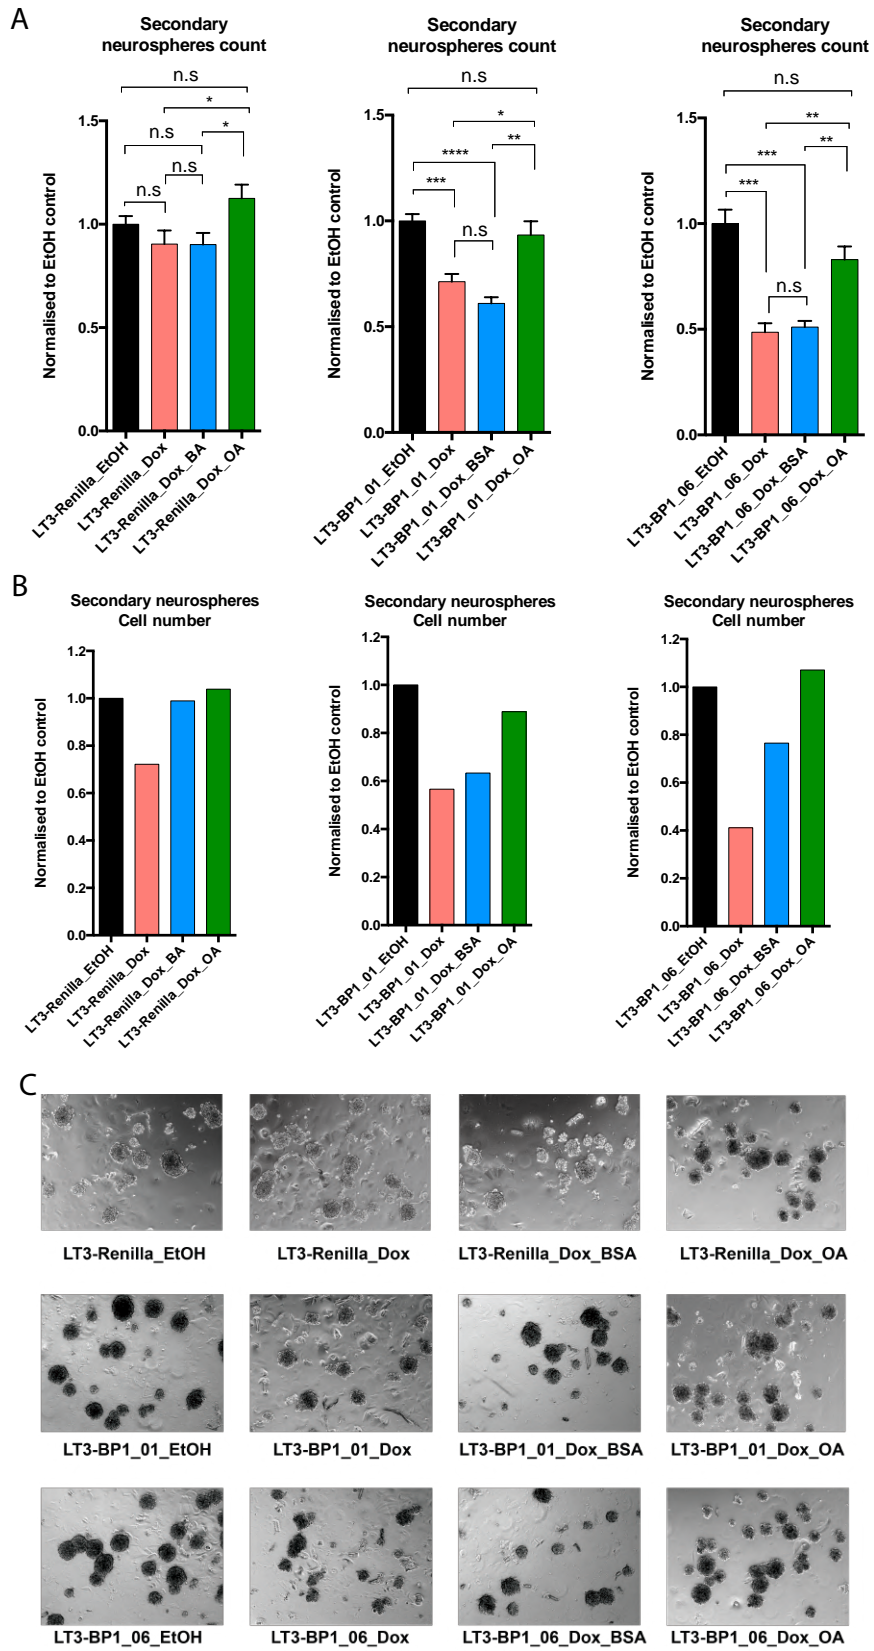 A
Secondary
neurospheres count
n.s
*
*
n.s
n.s
n.s
1.5
1.0
0.5
0.0
Normalised to EtOH control
LT3-Renilla_EtOH
LT3-Renilla_Dox
LT3-Renilla_Dox_BA
LT3-Renilla_Dox_OA
Secondary
neurospheres count
n.s
*
**
****
***
n.s
1.5
1.0
0.5
0.0
Normalised to EtOH control
LT3-BP1_01_EtOH
LT3-BP1_01_Dox
LT3-BP1_01_Dox_BSA
LT3-BP1_01_Dox_OA
Secondary
neurospheres count
n.s
**
**
***
***
n.s
1.5
1.0
0.5
0.0
Normalised to EtOH control
LT3-BP1_06_EtOH
LT3-BP1_06_Dox
LT3-BP1_06_Dox_BSA
LT3-BP1_06_Dox_OA
B
Secondary neurospheres
Cell number
1.2
1.0
0.8
0.6
0.4
0.2
0.0
Normalised to EtOH control
LT3-Renilla_EtOH
LT3-Renilla_Dox
LT3-Renilla_Dox_BA
LT3-Renilla_Dox_OA
Secondary neurospheres
Cell number
1.2
1.0
0.8
0.6
0.4
0.2
0.0
Normalised to EtOH control
LT3-BP1_01_EtOH
LT3-BP1_01_Dox
LT3-BP1_01_Dox_BSA
LT3-BP1_01_Dox_OA
Secondary neurospheres
Cell number
1.2
1.0
0.8
0.6
0.4
0.2
0.0
Normalised to EtOH control
LT3-BP1_06_EtOH
LT3-BP1_06_Dox
LT3-BP1_06_Dox_BSA
LT3-BP1_06_Dox_OA
C
LT3-Renilla_EtOH
LT3-Renilla_Dox
LT3-Renilla_Dox_BSA
LT3-Renilla_Dox_OA
LT3-BP1_01_EtOH
LT3-BP1_01_Dox
LT3-BP1_01_Dox_BSA
LT3-BP1_01_Dox_OA
LT3-BP1_06_EtOH
LT3-BP1_06_Dox
LT3-BP1_06_Dox_BSA
LT3-BP1_06_Dox_OA